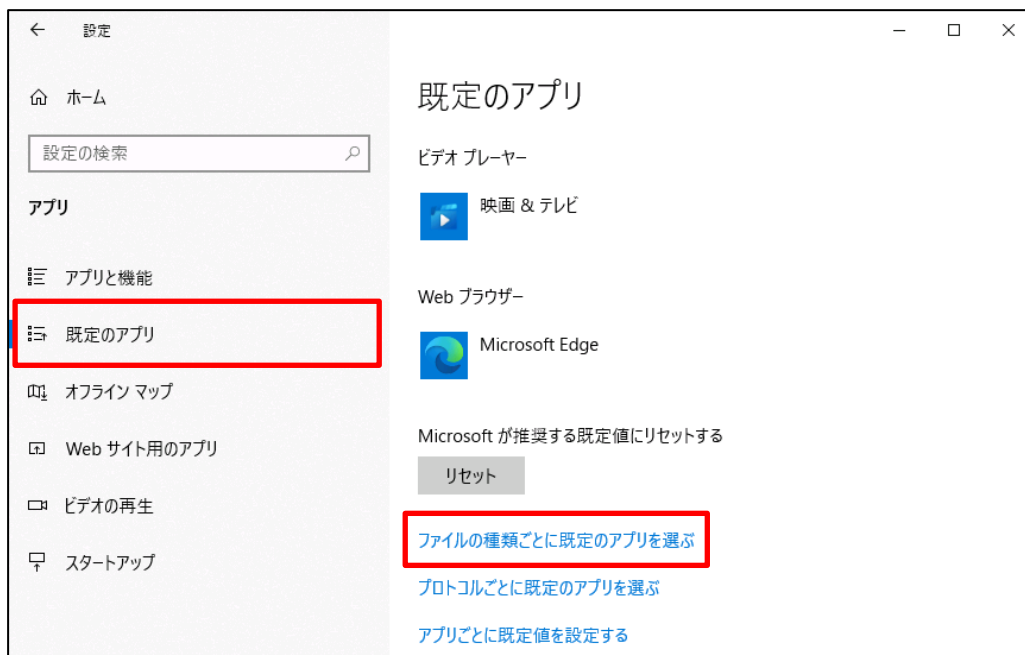 設定
ホーム
設定の検索
アプリ
アプリと機能
既定のアプリ
オフライン マップ
Web サイト用のアプリ
ビデオの再生
スタートアップ
既定のアプリ
ビデオ プレーヤー
映画 & テレビ
Web ブラウザー
Microsoft Edge
Microsoft が推奨する既定値にリセットする
リセット
ファイルの種類ごとに既定のアプリを選ぶ
プロトコルごとに既定のアプリを選ぶ
アプリごとに既定値を設定する